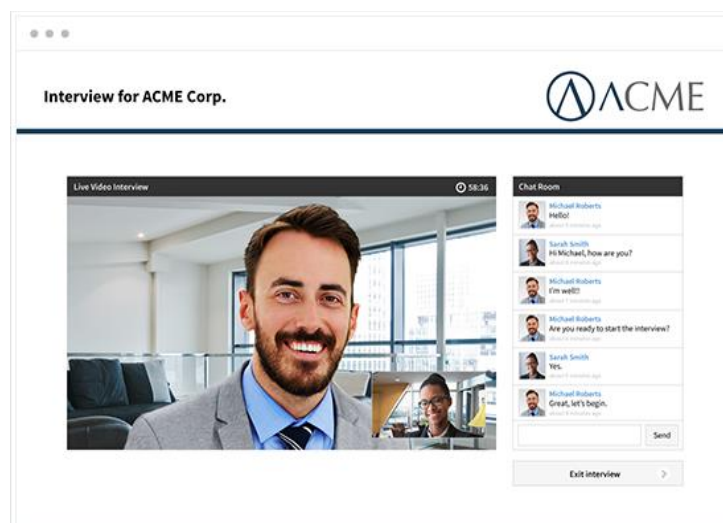 Interview for ACME Corp.
ACME
Live Video Interview
58:36
Chat Room
Michael Roberts
Hello!
Sarah Smith
Hi Michael, how are you?
Michael Roberts
I'm well!!
Michael Roberts
Are you ready to start the interview?
Sarah Smith
Yes.
Michael Roberts
Great, let's begin.
Send
Exit interview